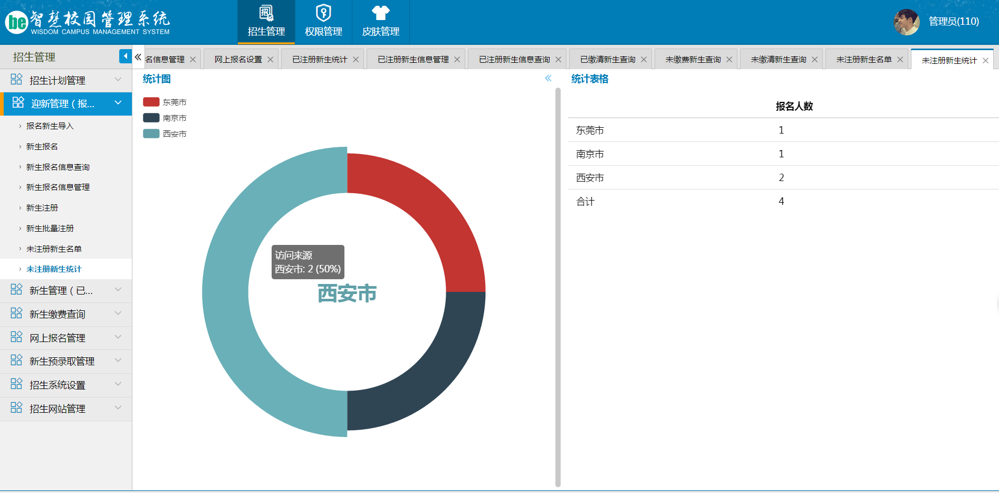 be 智慧校园管理系统
WISDOM CAMPUS MANAGEMENT SYSTEM
招生管理
权限管理
皮肤管理
管理员(110)
招生管理
名信息管理
网上报名设置
已注册新生统计
已注册新生信息管理
已注册新生信息查询
已缴清新生查询
未缴费新生查询
未缴清新生查询
未注册新生名单
未注册新生统计
招生计划管理
迎新管理（报...
报名新生导入
新生报名
新生报名信息查询
新生报名信息管理
新生注册
新生批量注册
未注册新生名单
未注册新生统计
新生管理（已...
新生缴费查询
网上报名管理
新生预录取管理
招生系统设置
招生网站管理
统计图
东莞市
南京市
西安市
访问来源
西安市: 2 (50%)
西安市
统计表格
报名人数
东莞市 1
南京市 1
西安市 2
合计 4